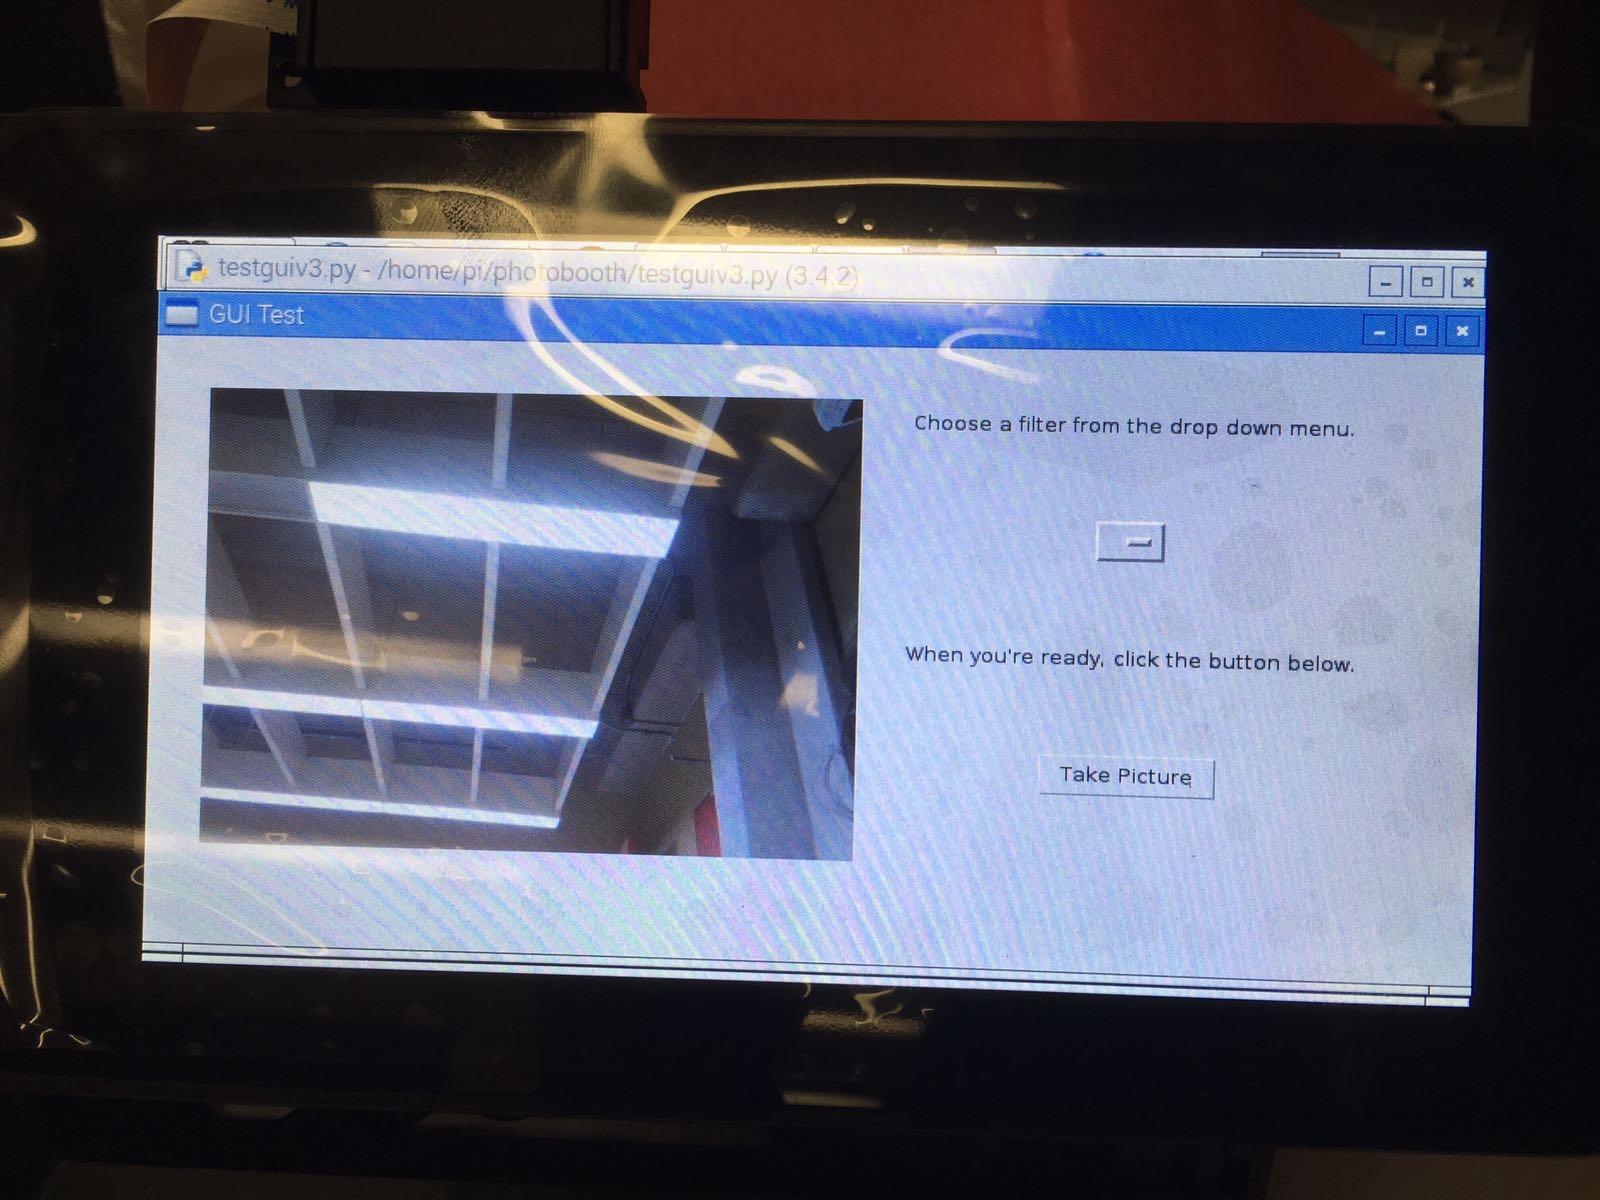 testguiv3.py - /home/pi/photobooth/testguiv3.py (3.4.2)
GUI Test
Choose a filter from the drop down menu.
When you're ready, click the button below.
Take Picture